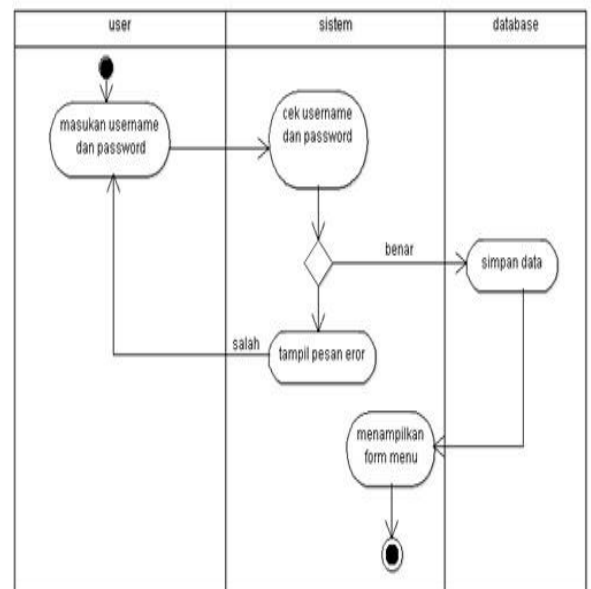 user
sistem
database
masukan username
dan password
cek username
dan password
benar
simpan data
salah
tampil pesan eror
menampilkan
form menu